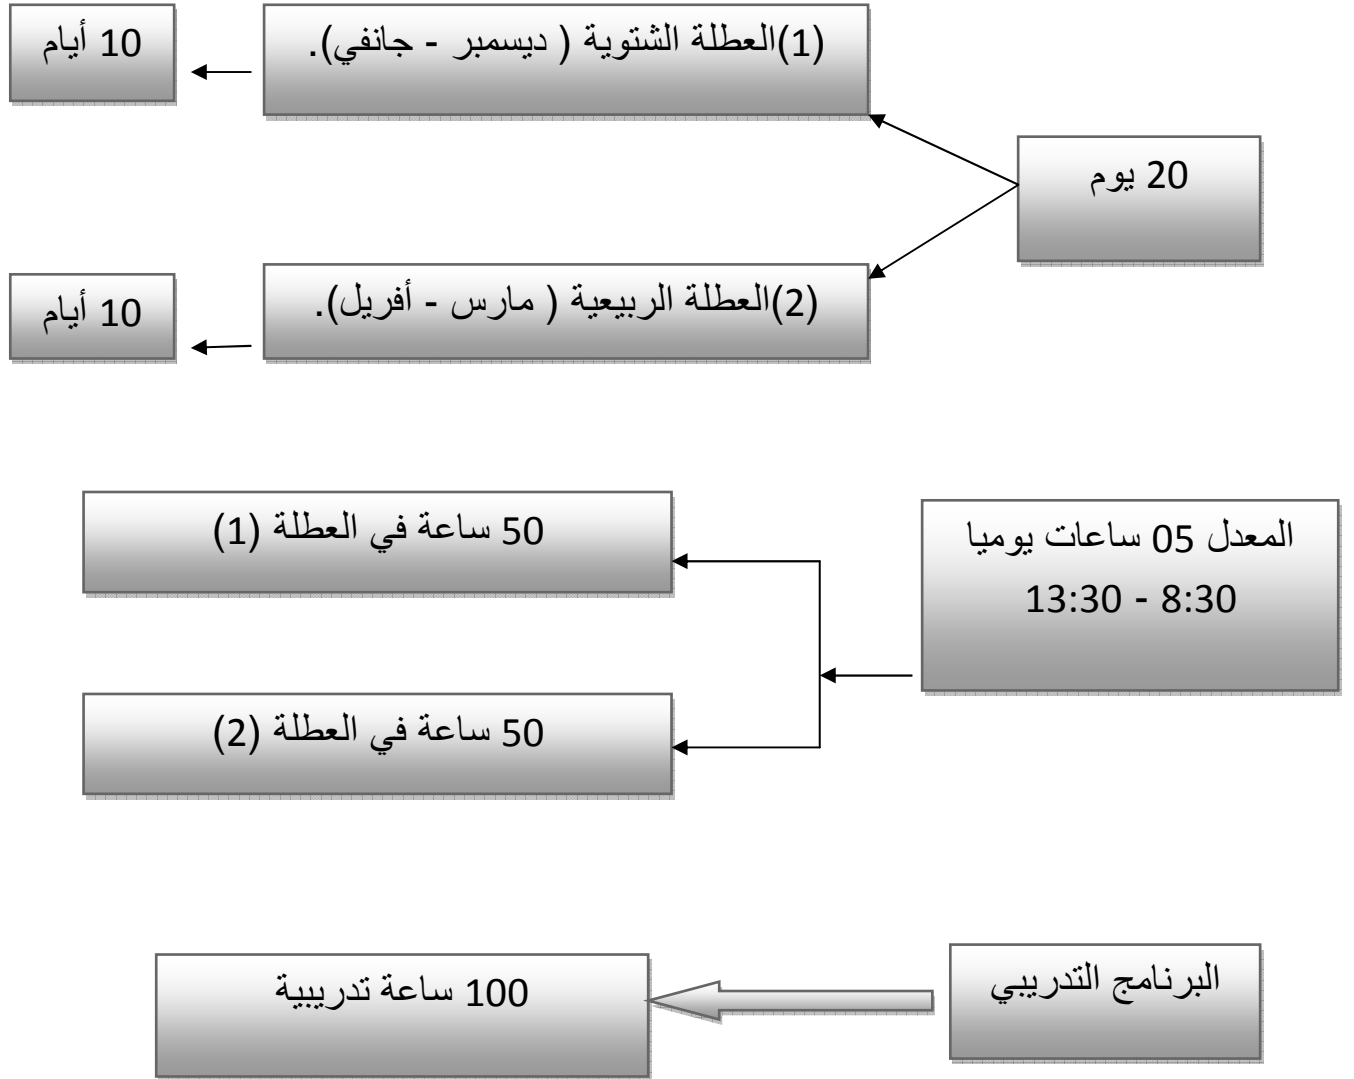 (1)العطلة الشتوية ( ديسمبر - جانفي).
10 أيام
20 يوم
(2)العطلة الربيعية ( مارس - أفريل).
10 أيام
المعدل 05 ساعات يوميا
8:30 - 13:30
50 ساعة في العطلة (1)
50 ساعة في العطلة (2)
البرنامج التدريبي
100 ساعة تدريبية